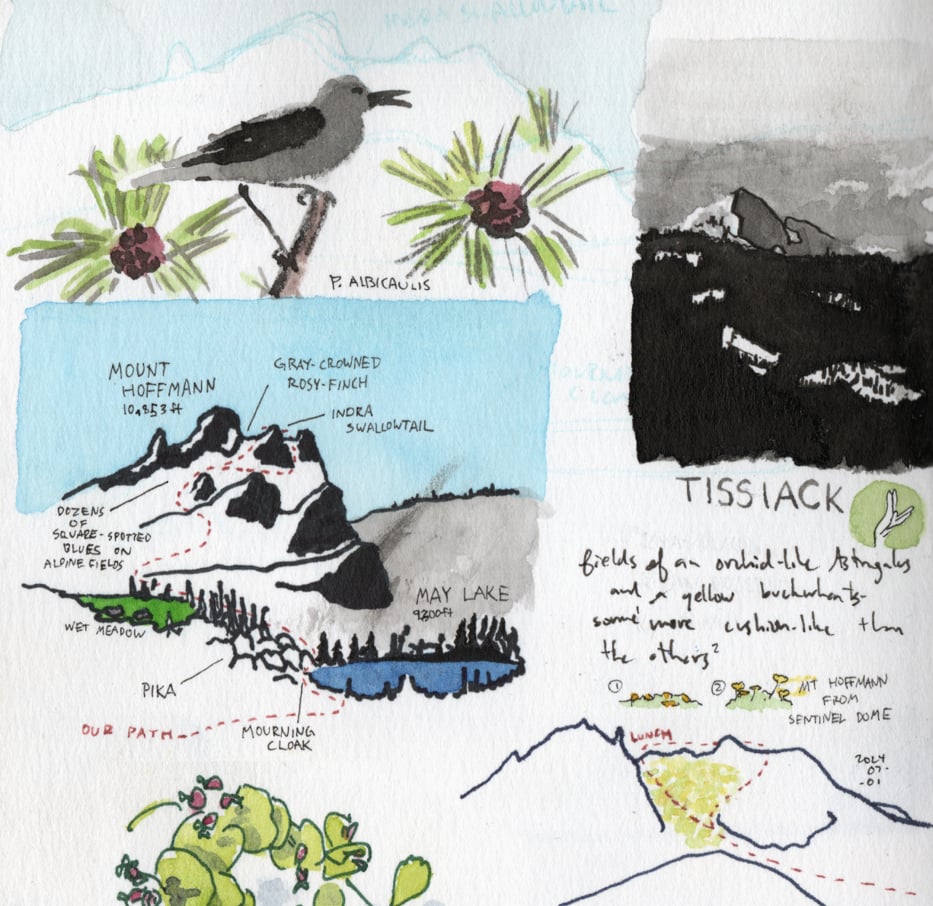 P. ALBICAULIS
MOUNT
HOFFMANN
10,853 ft
GRAY-CROWNED
ROSY-FINCH
INDRA
SWALLOWTAIL
DOZENS
OF
SQUARE-SPOTTED
BLUES ON
ALPINE FIELDS
WET MEADOW
MAY LAKE
9300ft
PIKA
OUR PATH
MOURNING
CLOAK
TISSIACK
fields of an orchid-like Astragalus
and a yellow buckwheats-
some more cushion-like than
the others?
1
2
MT HOFFMANN
FROM
SENTINEL DOME
LUNCH
2024
07-
-01